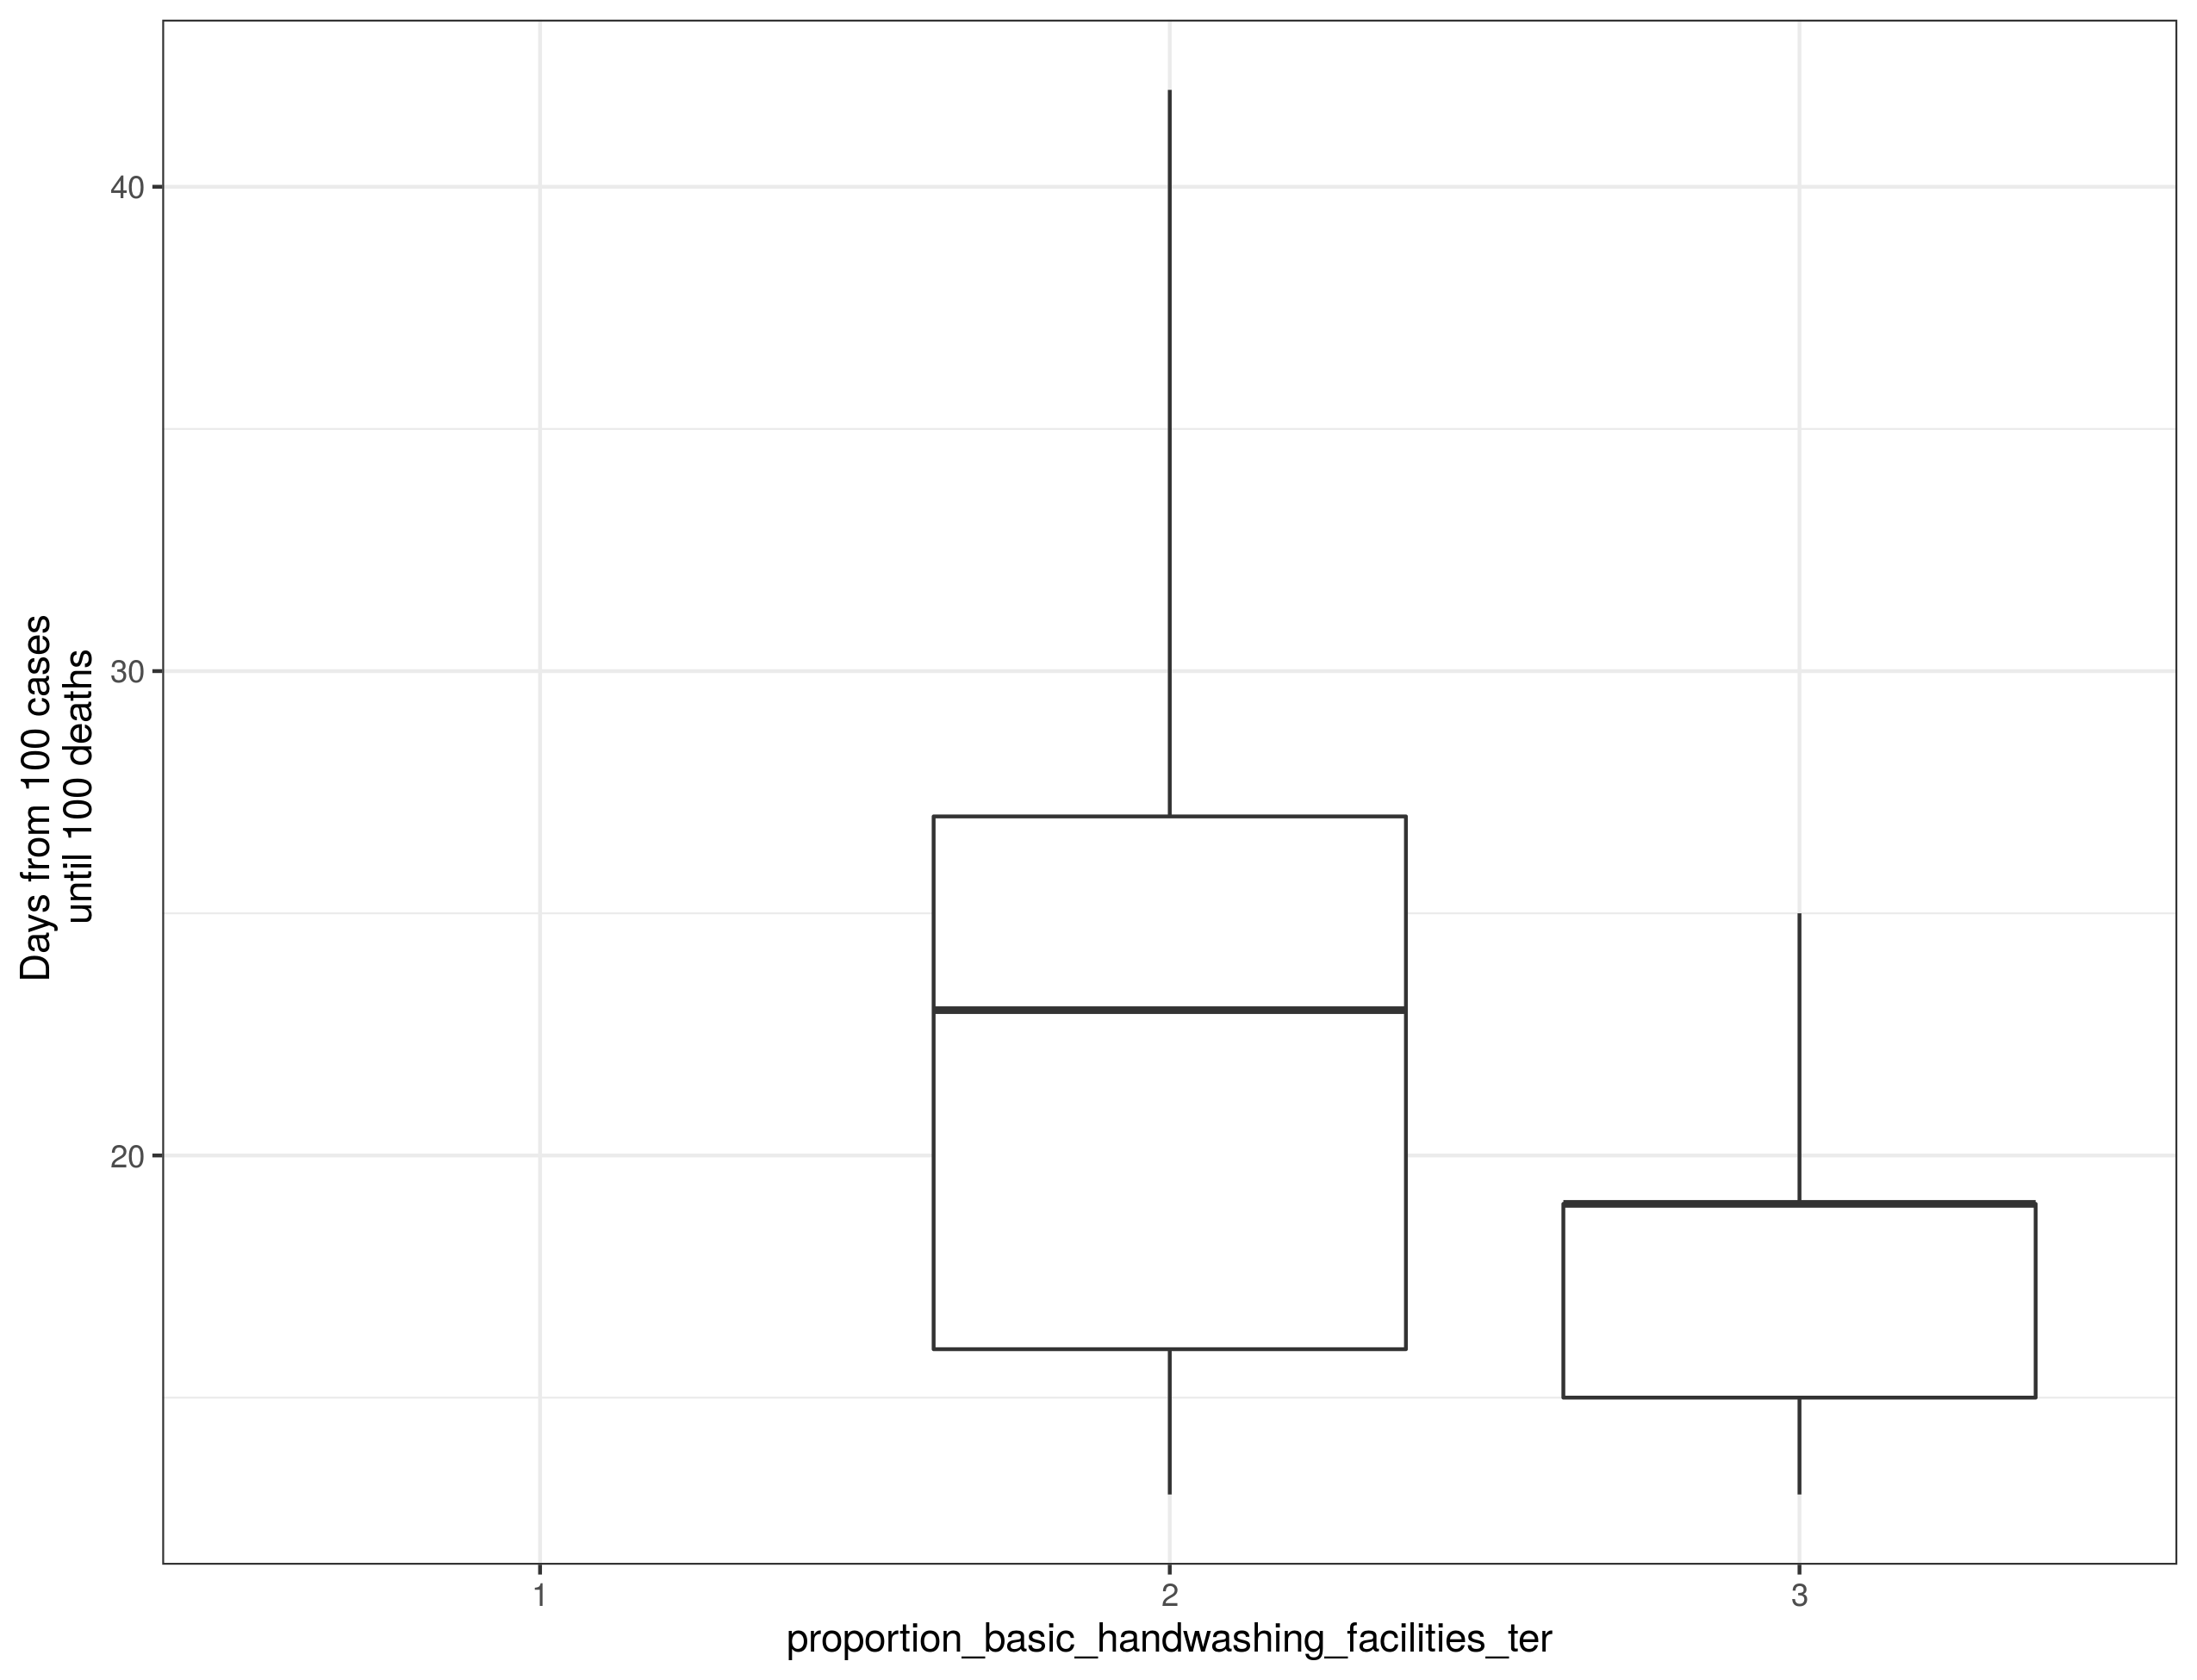 Days from 100 cases
until 100 deaths
40
30
20
1
2
3
proportion_basic_handwashing_facilities_ter